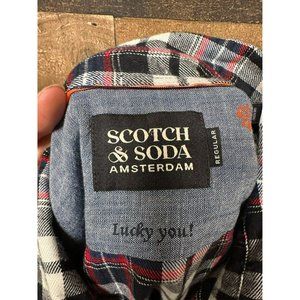 SCOTCH
& SODA
AMSTERDAM
REGULAR
Lucky you!